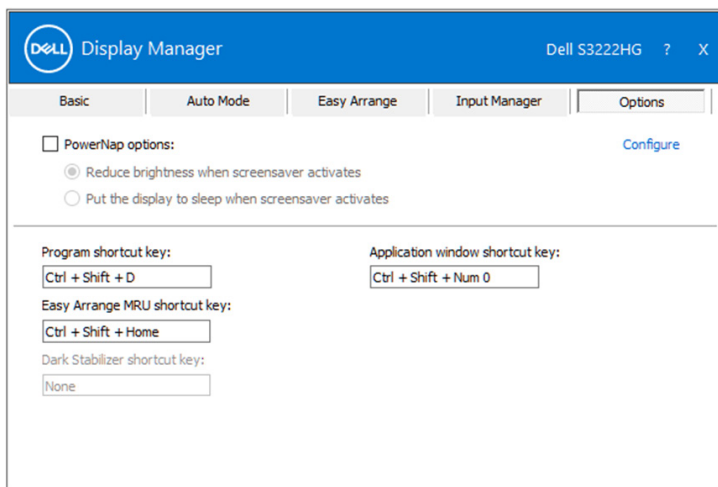 DELL Display Manager Dell S3222HG ? X
Basic Auto Mode Easy Arrange Input Manager Options
PowerNap options: Configure
Reduce brightness when screensaver activates
Put the display to sleep when screensaver activates
Program shortcut key: Application window shortcut key:
Ctrl + Shift + D Ctrl + Shift + Num 0
Easy Arrange MRU shortcut key:
Ctrl + Shift + Home
Dark Stabilizer shortcut key:
None